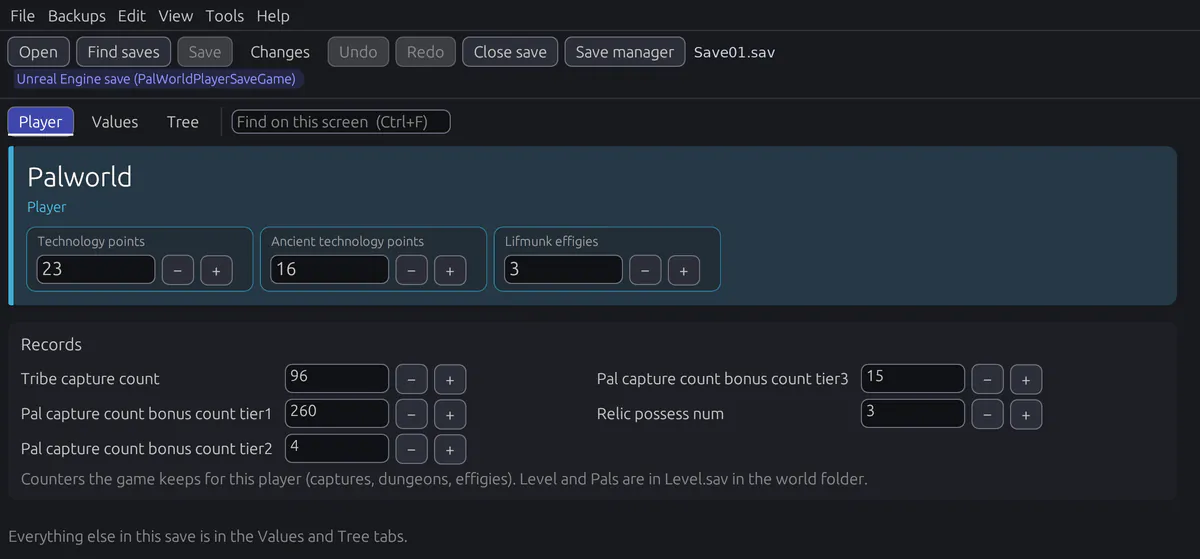 File Backups Edit View Tools Help
Open Find saves Save Changes Undo Redo Close save Save manager Save01.sav
Unreal Engine save (PalWorldPlayerSaveGame)
Player Values Tree Find on this screen (Ctrl+F)
Palworld
Player
Technology points Ancient technology points Lifmunk effigies
23 − + 16 − + 3 − +
Records
Tribe capture count 96 − + Pal capture count bonus count tier3 15 − +
Pal capture count bonus count tier1 260 − + Relic possess num 3 − +
Pal capture count bonus count tier2 4 − +
Counters the game keeps for this player (captures, dungeons, effigies). Level and Pals are in Level.sav in the world folder.
Everything else in this save is in the Values and Tree tabs.